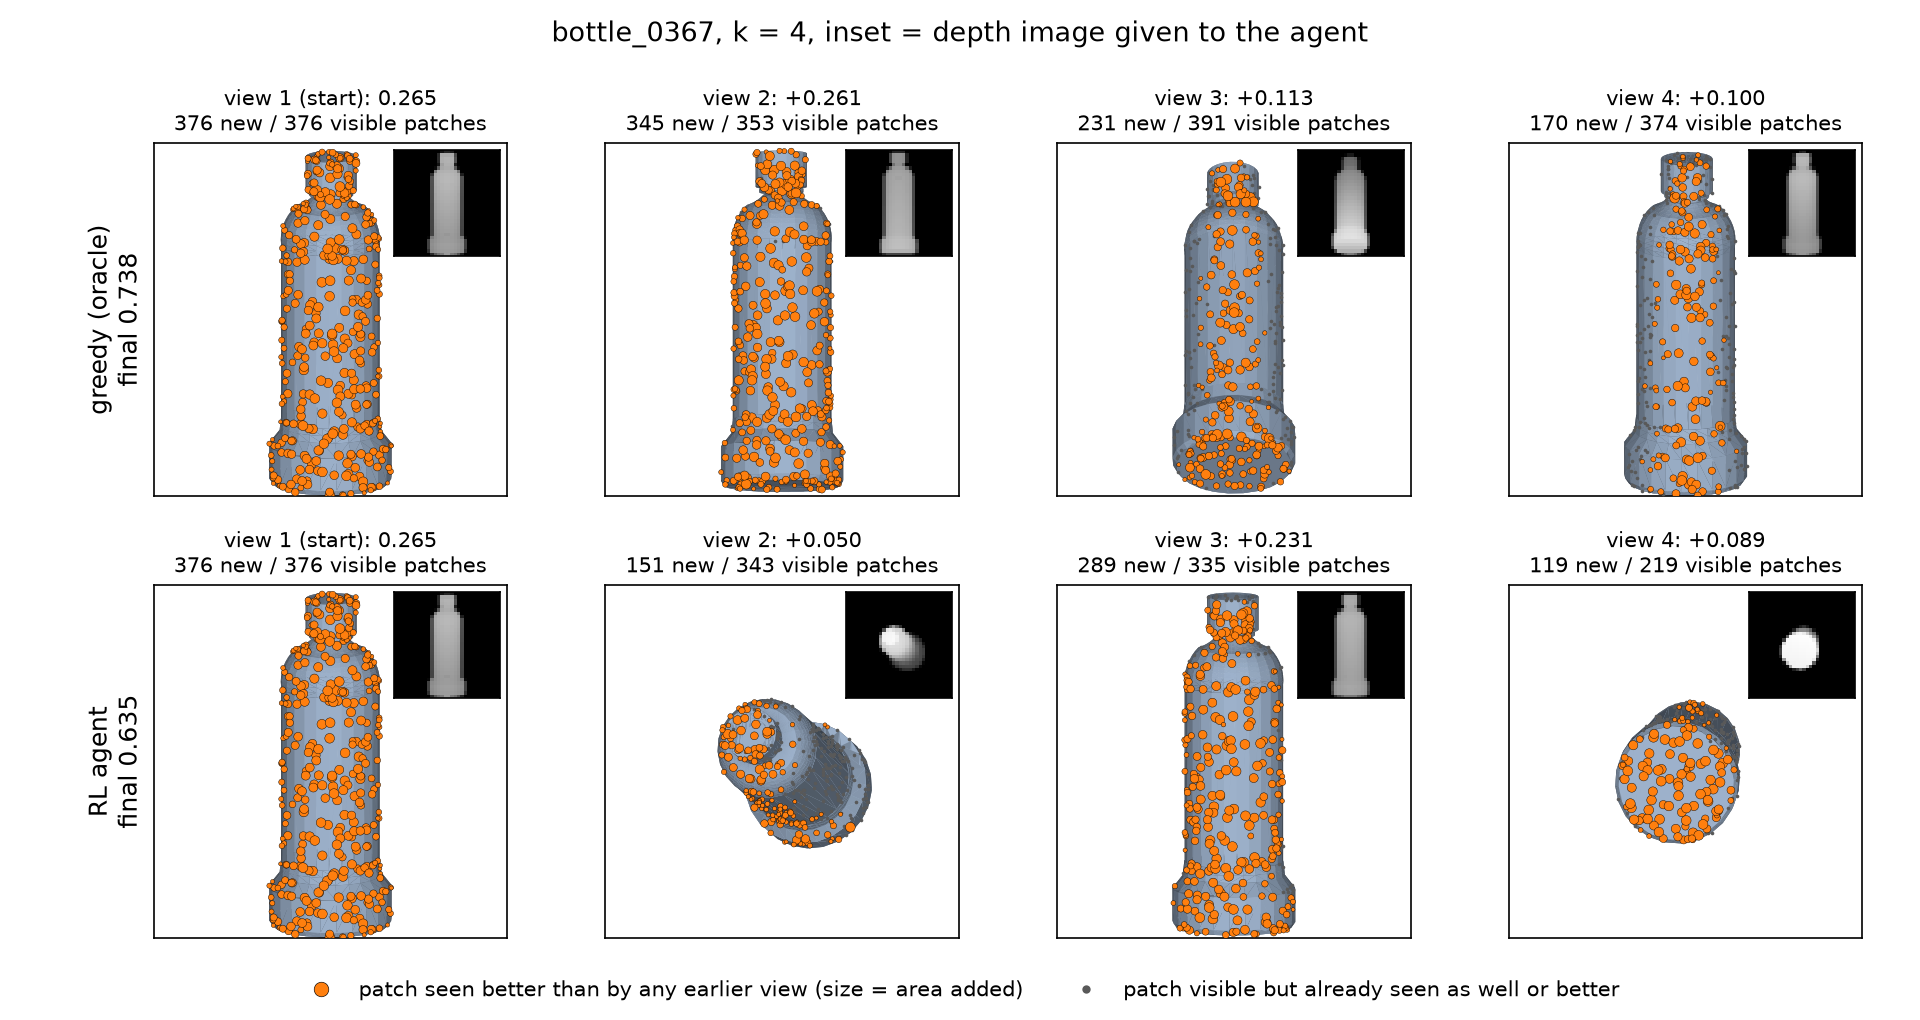 bottle_0367, k = 4, inset = depth image given to the agent
greedy (oracle)
final 0.738
view 1 (start): 0.265
376 new / 376 visible patches
view 2: +0.261
345 new / 353 visible patches
view 3: +0.113
231 new / 391 visible patches
view 4: +0.100
170 new / 374 visible patches
RL agent
final 0.635
view 1 (start): 0.265
376 new / 376 visible patches
view 2: +0.050
151 new / 343 visible patches
view 3: +0.231
289 new / 335 visible patches
view 4: +0.089
119 new / 219 visible patches
patch seen better than by any earlier view (size = area added)
patch visible but already seen as well or better